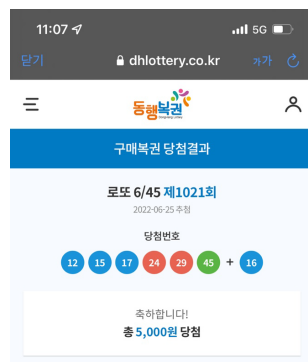 11:07 5G
닫기 dhlottery.co.kr 가가
동행복권
구매복권 당첨결과
로또 6/45 제1021회
2022-06-25 추첨
당첨번호
12 15 17 24 29 45 + 16
축하합니다!
총 5,000원 당첨